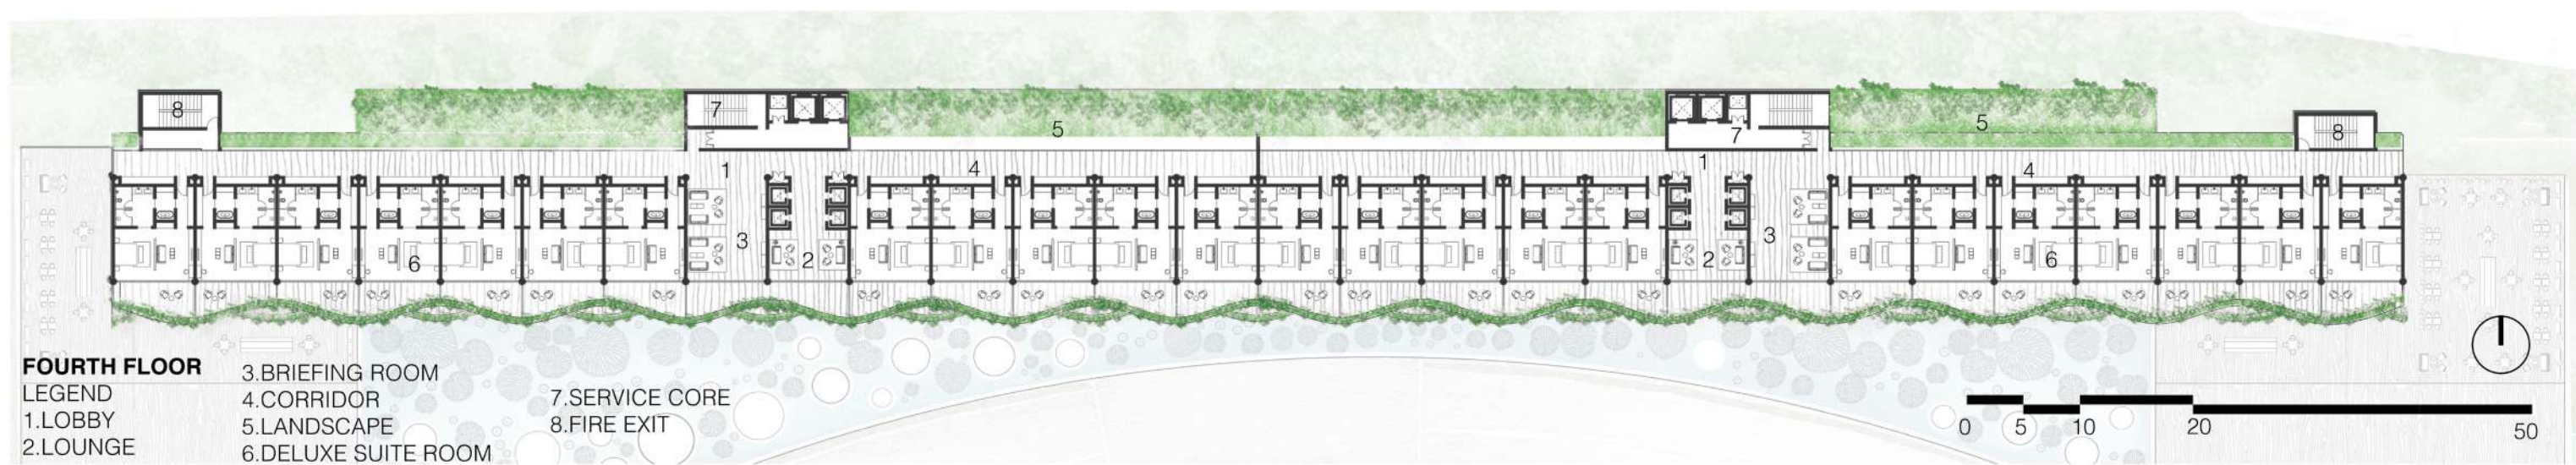 8
7
5
7
5
8
1
4
1
4
3
2
6
2
3
6
FOURTH FLOOR
LEGEND
1.LOBBY
2.LOUNGE
3.BRIEFING ROOM
4.CORRIDOR
5.LANDSCAPE
6.DELUXE SUITE ROOM
7.SERVICE CORE
8.FIRE EXIT
0 5 10 20 50